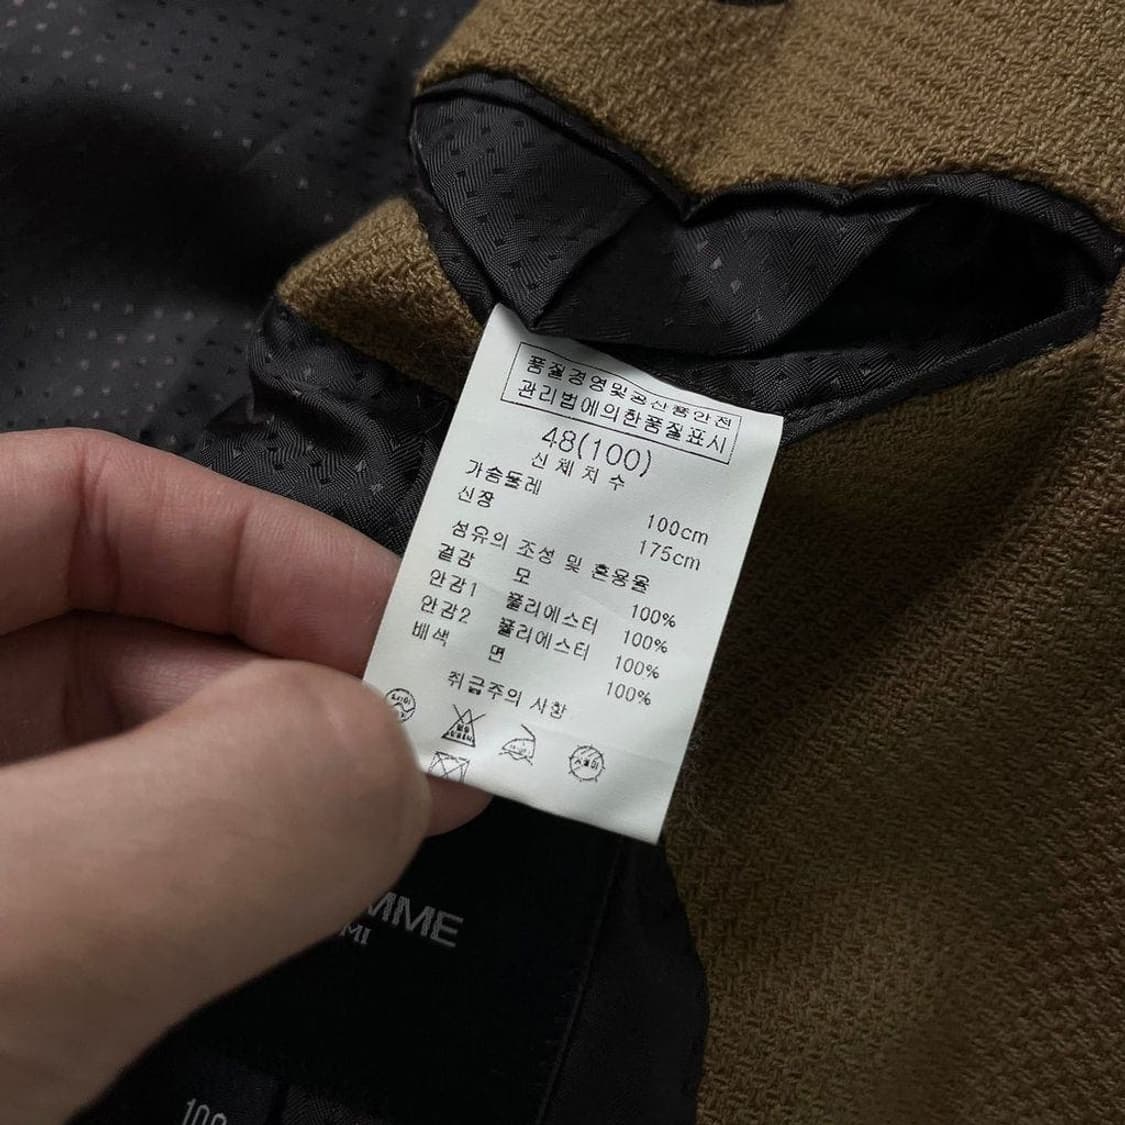 품질경영및공산품안전
관리법에의한품질표시
48(100)
신체치수
가슴둘레 100cm
신장 175cm
섬유의 조성 및 혼용율
겉감 모 100%
안감1 폴리에스터 100%
안감2 폴리에스터 100%
배색 면 100%
취급주의 사항
MME
MI
100